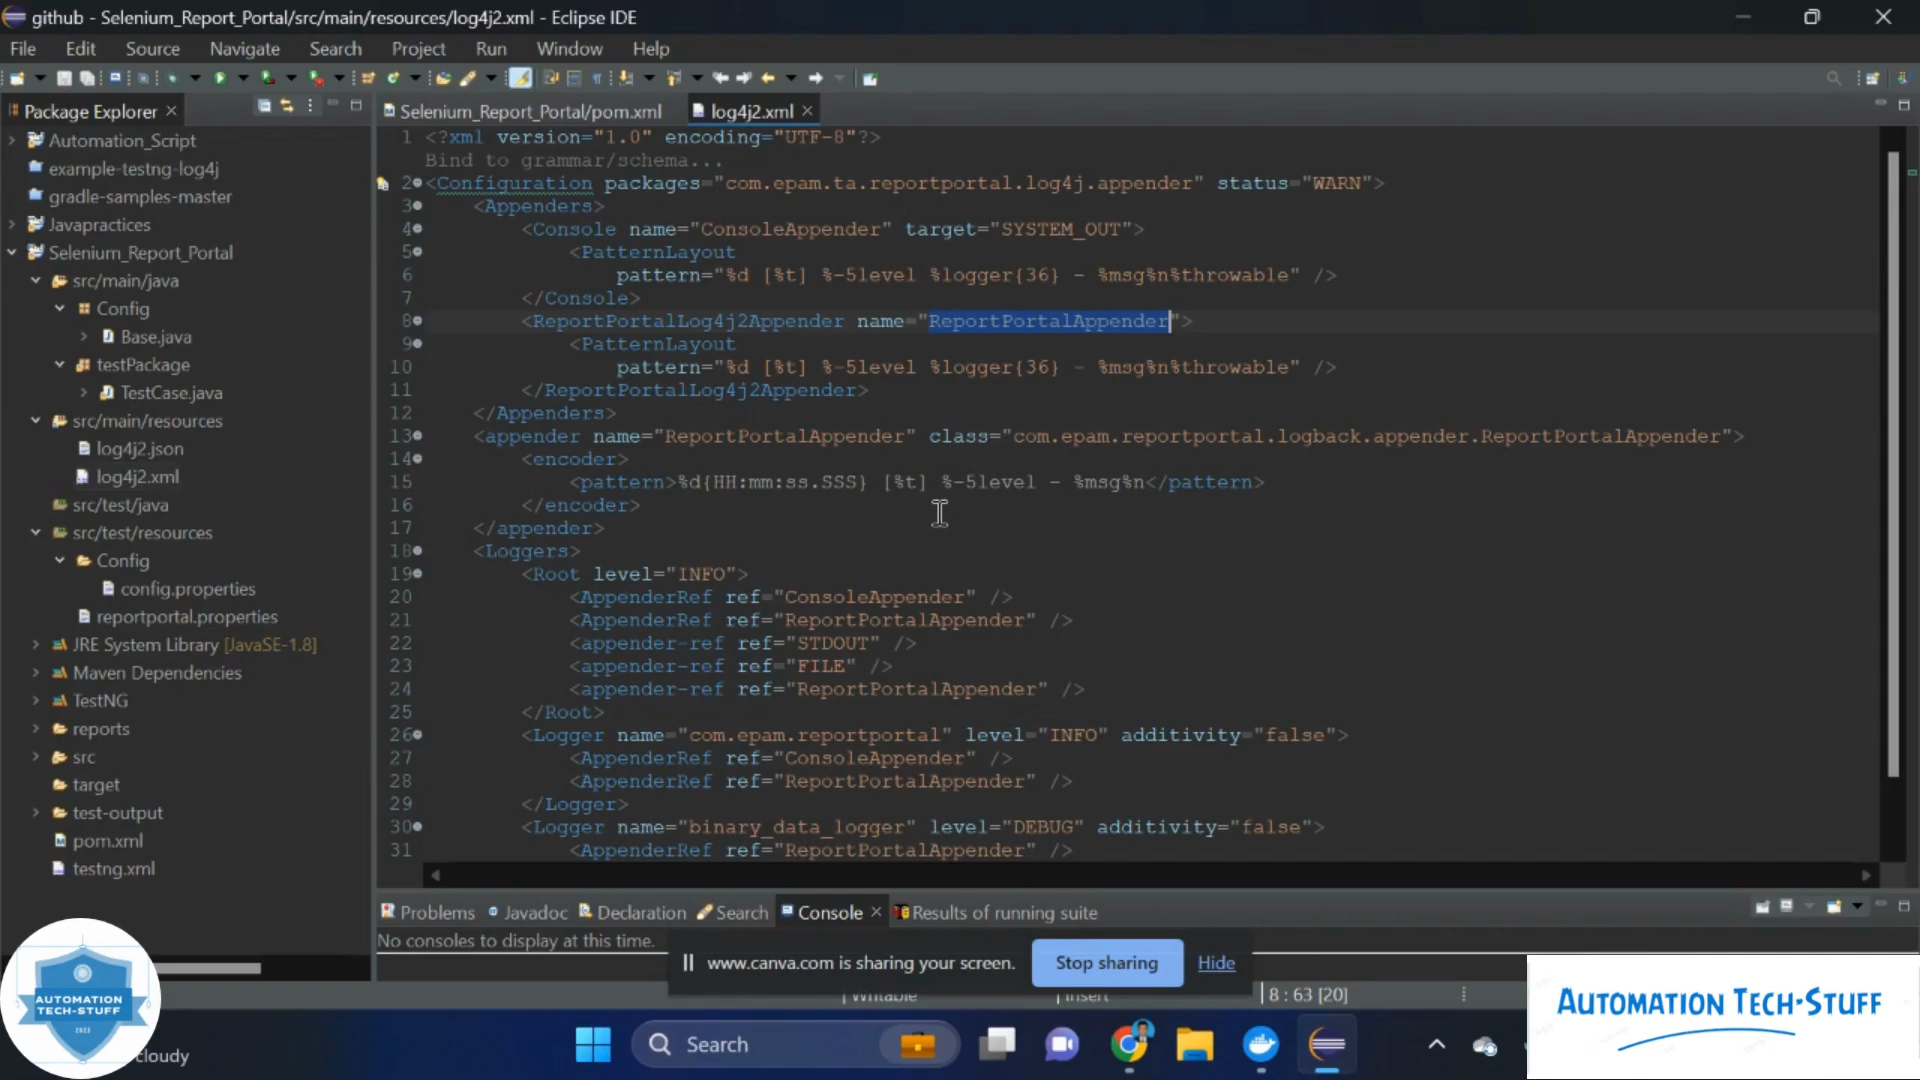 github - Selenium_Report_Portal/src/main/resources/log4j2.xml - Eclipse IDE
File Edit Source Navigate Search Project Run Window Help
Package Explorer
Selenium_Report_Portal/pom.xml
log4j2.xml
Automation_Script
example-testng-log4j
gradle-samples-master
Javapractices
Selenium_Report_Portal
src/main/java
Config
Base.java
testPackage
TestCase.java
src/main/resources
log4j2.json
log4j2.xml
src/test/java
src/test/resources
Config
config.properties
reportportal.properties
JRE System Library [JavaSE-1.8]
Maven Dependencies
TestNG
reports
src
target
test-output
pom.xml
testng.xml
1 <?xml version="1.0" encoding="UTF-8"?>
Bind to grammar/schema...
2 <Configuration packages="com.epam.ta.reportportal.log4j.appender" status="WARN">
3 <Appenders>
4 <Console name="ConsoleAppender" target="SYSTEM_OUT">
5 <PatternLayout
6 pattern="%d [%t] %-5level %logger{36} - %msg%n%throwable" />
7 </Console>
8 <ReportPortalLog4j2Appender name="ReportPortalAppender">
9 <PatternLayout
10 pattern="%d [%t] %-5level %logger{36} - %msg%n%throwable" />
11 </ReportPortalLog4j2Appender>
12 </Appenders>
13 <appender name="ReportPortalAppender" class="com.epam.reportportal.logback.appender.ReportPortalAppender">
14 <encoder>
15 <pattern>%d{HH:mm:ss.SSS} [%t] %-5level - %msg%n</pattern>
16 </encoder>
17 </appender>
18 <Loggers>
19 <Root level="INFO">
20 <AppenderRef ref="ConsoleAppender" />
21 <AppenderRef ref="ReportPortalAppender" />
22 <appender-ref ref="STDOUT" />
23 <appender-ref ref="FILE" />
24 <appender-ref ref="ReportPortalAppender" />
25 </Root>
26 <Logger name="com.epam.reportportal" level="INFO" additivity="false">
27 <AppenderRef ref="ConsoleAppender" />
28 <AppenderRef ref="ReportPortalAppender" />
29 </Logger>
30 <Logger name="binary_data_logger" level="DEBUG" additivity="false">
31 <AppenderRef ref="ReportPortalAppender" />
Problems Javadoc Declaration Search Console Results of running suite
No consoles to display at this time.
www.canva.com is sharing your screen. Stop sharing Hide
Writable Insert 8 : 63 [20]
AUTOMATION
TECH-STUFF
2023
cloudy
Search
AUTOMATION TECH-STUFF